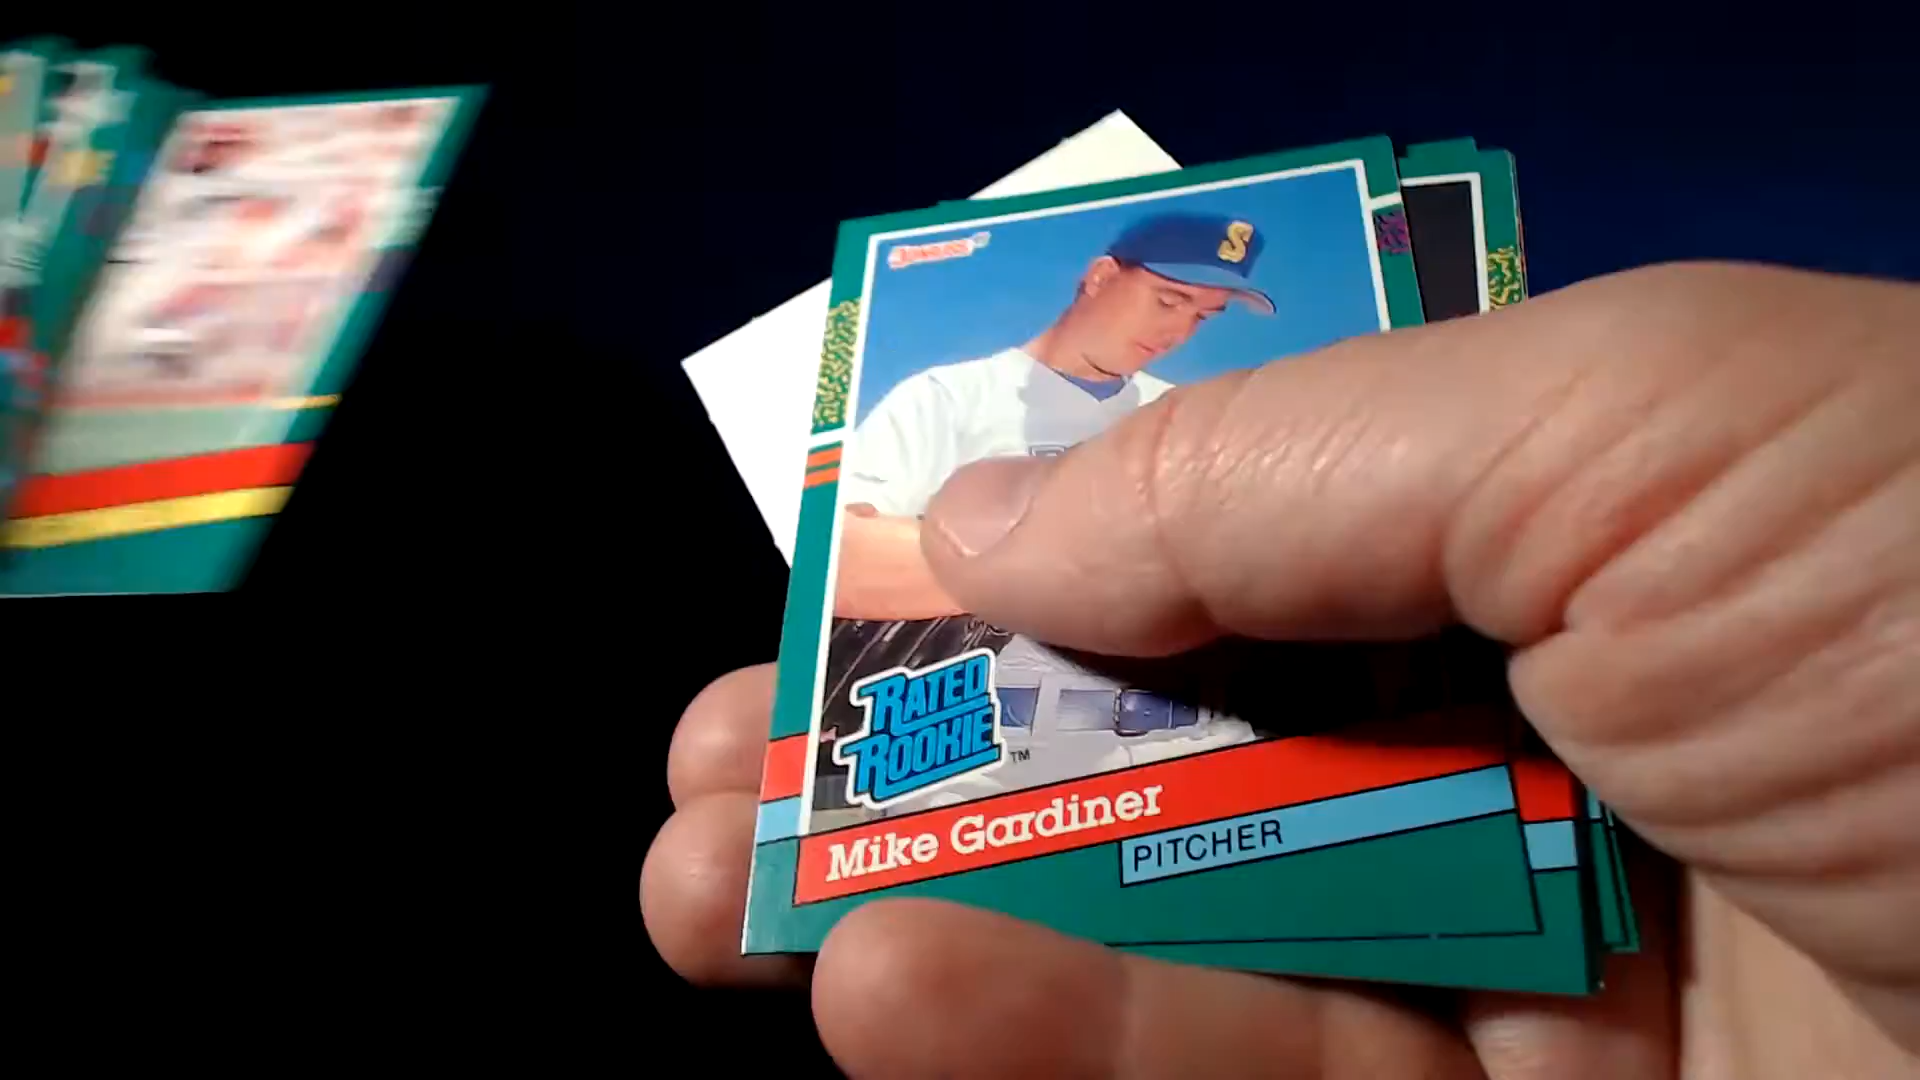 DONRUSS
S
RATED
ROOKIE
TM
Mike Gardiner
PITCHER